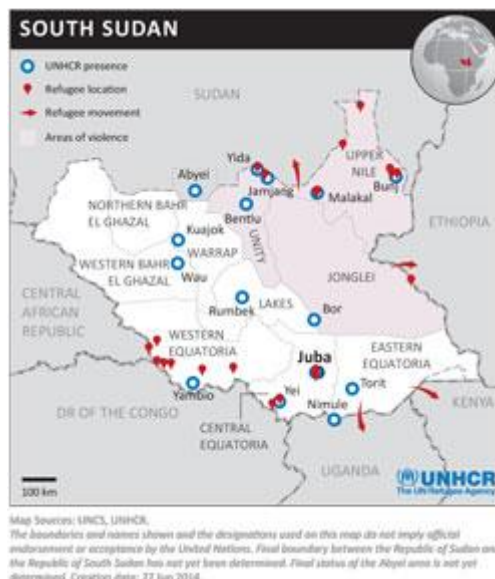 SOUTH SUDAN
UNHCR presence
Refugee location
Refugee movement
Areas of violence
SUDAN
UPPER
NILE
Yida
Abyei
Jamjang
Malakal
Bunj
NORTHERN BAHR
EL GHAZAL
Bentiu
ETHIOPIA
Kuajok
UNITY
WARRAP
WESTERN BAHR
EL GHAZAL
Wau
JONGLEI
CENTRAL
AFRICAN
REPUBLIC
Rumbek
LAKES
Bor
WESTERN
EQUATORIA
EASTERN
EQUATORIA
Juba
Yambio
Yei
Torit
KENYA
Nimule
DR OF THE CONGO
CENTRAL
EQUATORIA
UGANDA
100 km
UNHCR
The UN Refugee Agency
Map Sources: UNCS, UNHCR.
The boundaries and names shown and the designations used on this map do not imply official
endorsement or acceptance by the United Nations. Final boundary between the Republic of Sudan and
the Republic of South Sudan has not yet been determined. Final status of the Abyei area is not yet
determined. Creation date: 27 Jun 2014.